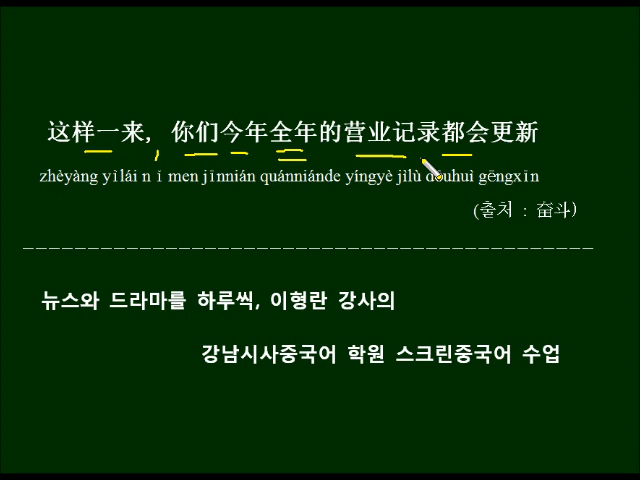 这样一来，你们今年全年的营业记录都会更新
zhèyàng yīlái nǐ men jīnnián quánniánde yíngyè jìlù dōuhuì gēngxīn
(출처 : 奋斗)
뉴스와 드라마를 하루씩, 이형란 강사의
강남시사중국어 학원 스크린중국어 수업